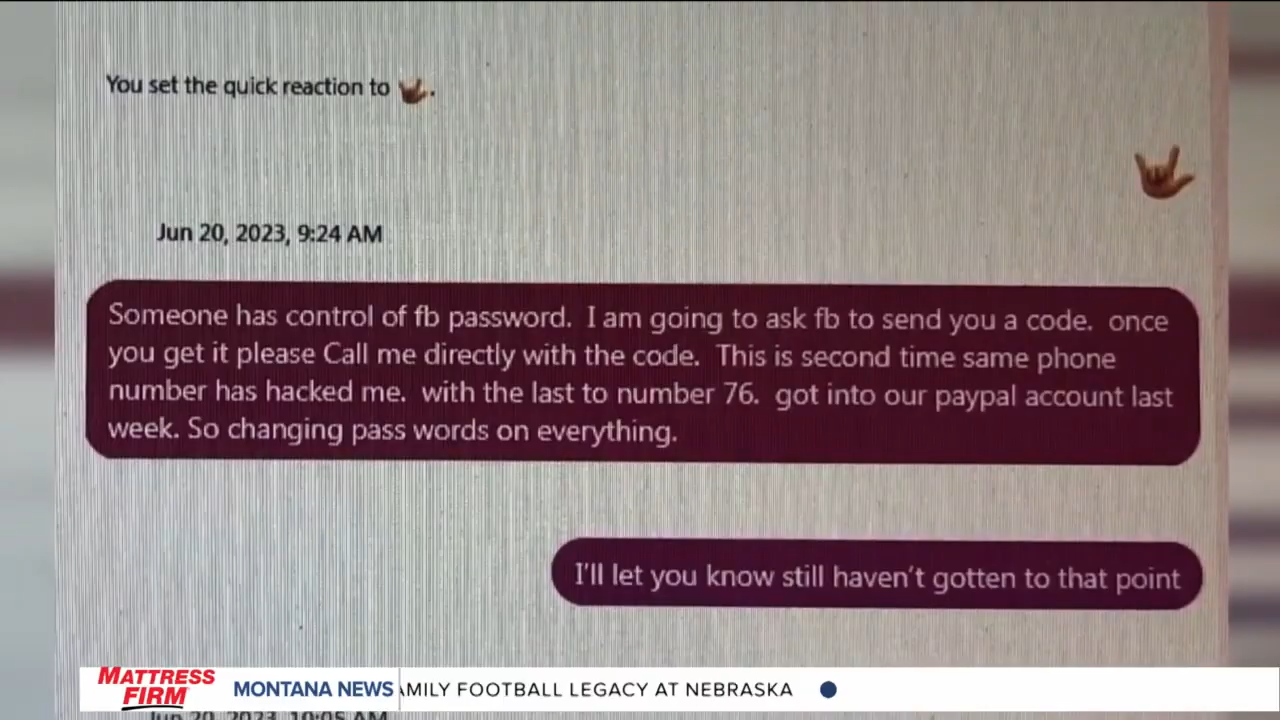 You set the quick reaction to 🤟🏾.
Jun 20, 2023, 9:24 AM
Someone has control of fb password. I am going to ask fb to send you a code. once
you get it please Call me directly with the code. This is second time same phone
number has hacked me. with the last to number 76. got into our paypal account last
week. So changing pass words on everything.
I'll let you know still haven't gotten to that point
MATTRESS
FIRM
MONTANA NEWS
AMILY FOOTBALL LEGACY AT NEBRASKA
Jun 20, 2023, 10:05 AM